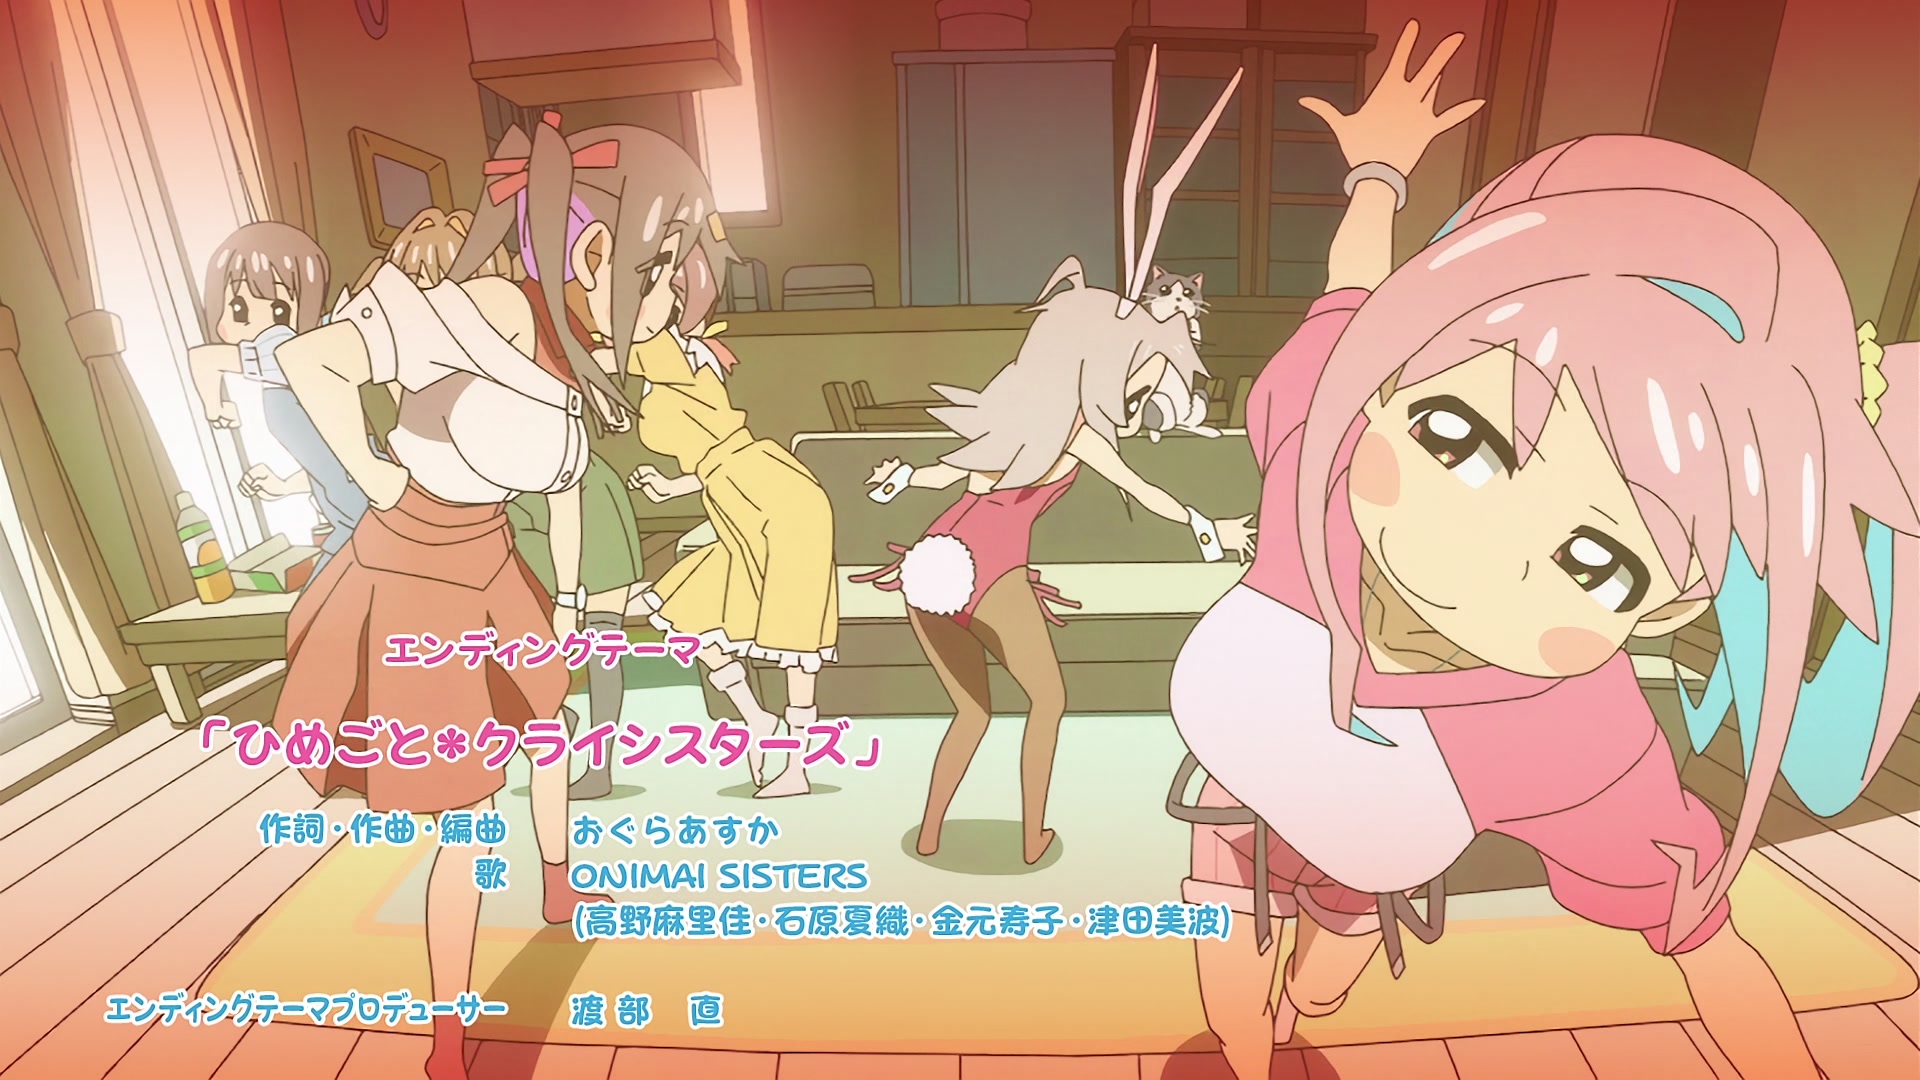 エンディングテーマ
「ひめごと*クライシスターズ」
作詞・作曲・編曲 おぐらあすか
歌 ONIMAI SISTERS
(高野麻里佳・石原夏織・金元寿子・津田美波)
エンディングテーマプロデューサー 渡部 直